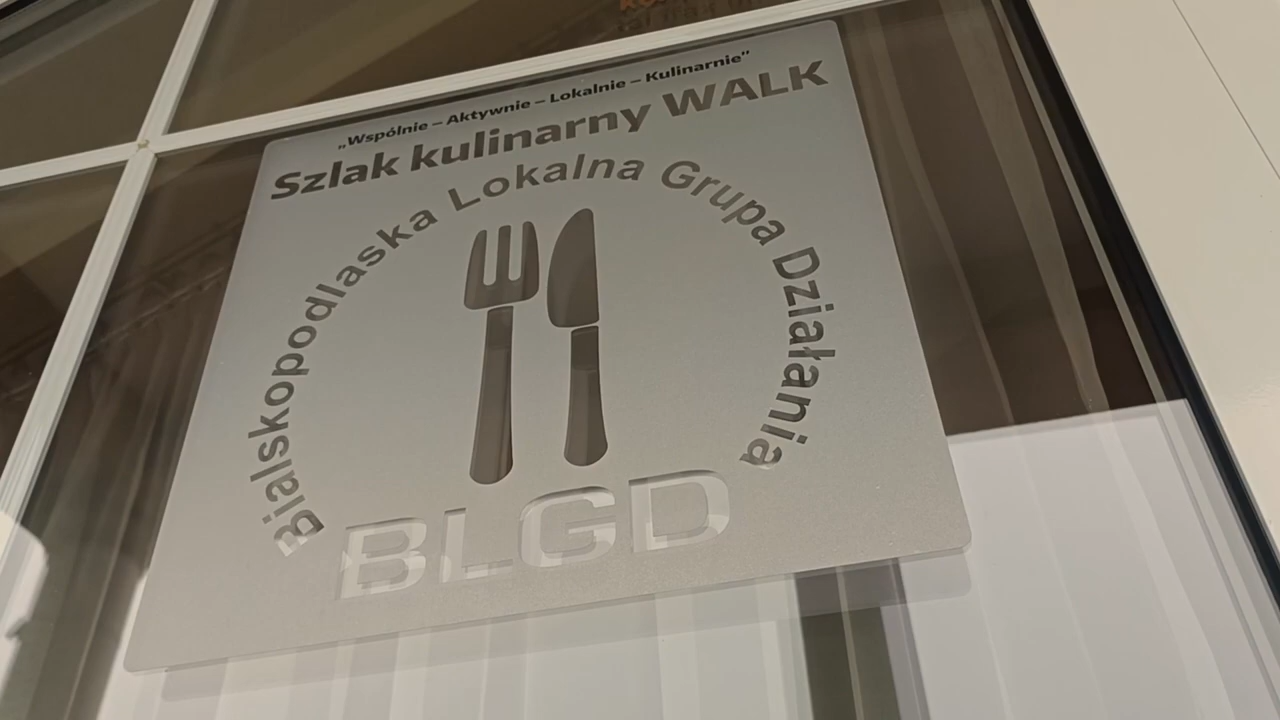 „Wspólnie – Aktywnie – Lokalnie – Kulinarnie"
Szlak kulinarny WALK
Bialskopodlaska Lokalna Grupa Działania
BLGD